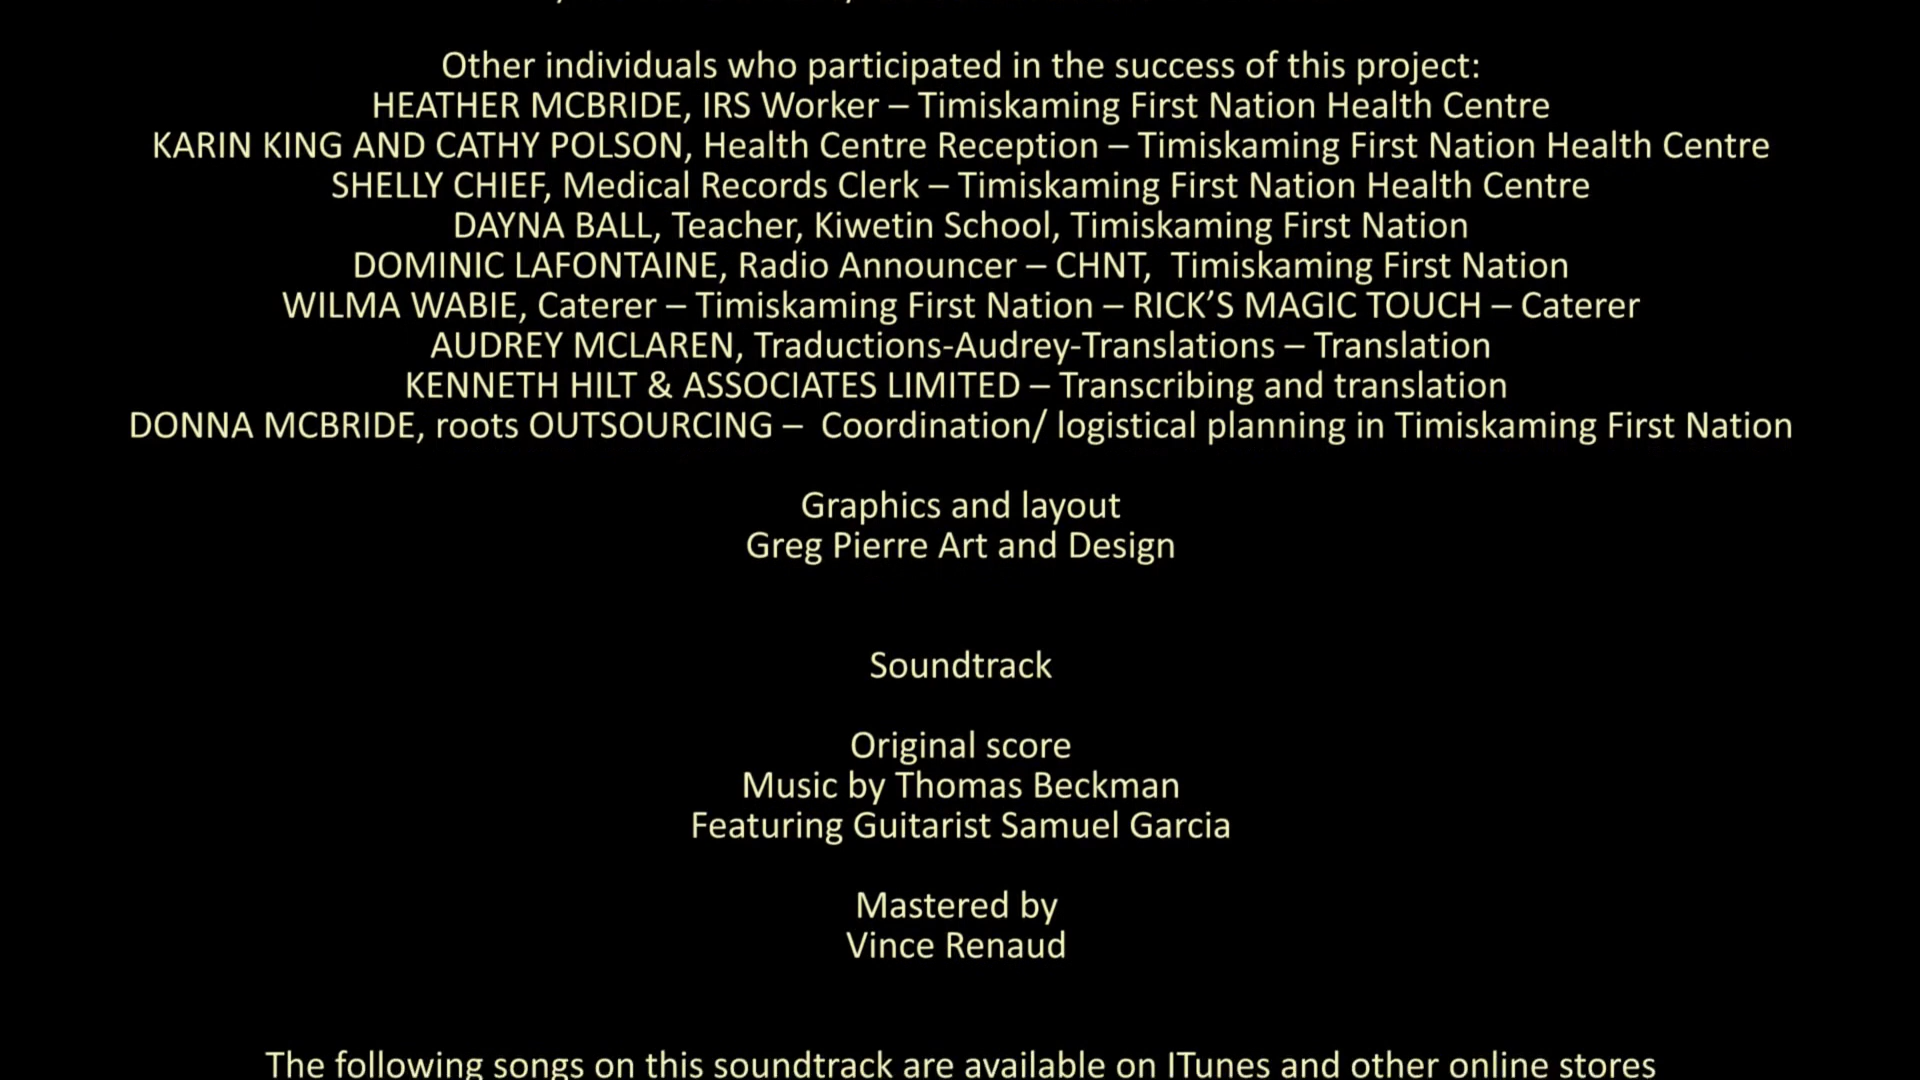 Other individuals who participated in the success of this project:
HEATHER MCBRIDE, IRS Worker – Timiskaming First Nation Health Centre
KARIN KING AND CATHY POLSON, Health Centre Reception – Timiskaming First Nation Health Centre
SHELLY CHIEF, Medical Records Clerk – Timiskaming First Nation Health Centre
DAYNA BALL, Teacher, Kiwetin School, Timiskaming First Nation
DOMINIC LAFONTAINE, Radio Announcer – CHNT,  Timiskaming First Nation
WILMA WABIE, Caterer – Timiskaming First Nation – RICK’S MAGIC TOUCH – Caterer
AUDREY MCLAREN, Traductions-Audrey-Translations – Translation
KENNETH HILT & ASSOCIATES LIMITED – Transcribing and translation
DONNA MCBRIDE, roots OUTSOURCING –  Coordination/ logistical planning in Timiskaming First Nation
Graphics and layout
Greg Pierre Art and Design
Soundtrack
Original score
Music by Thomas Beckman
Featuring Guitarist Samuel Garcia
Mastered by
Vince Renaud
The following songs on this soundtrack are available on ITunes and other online stores